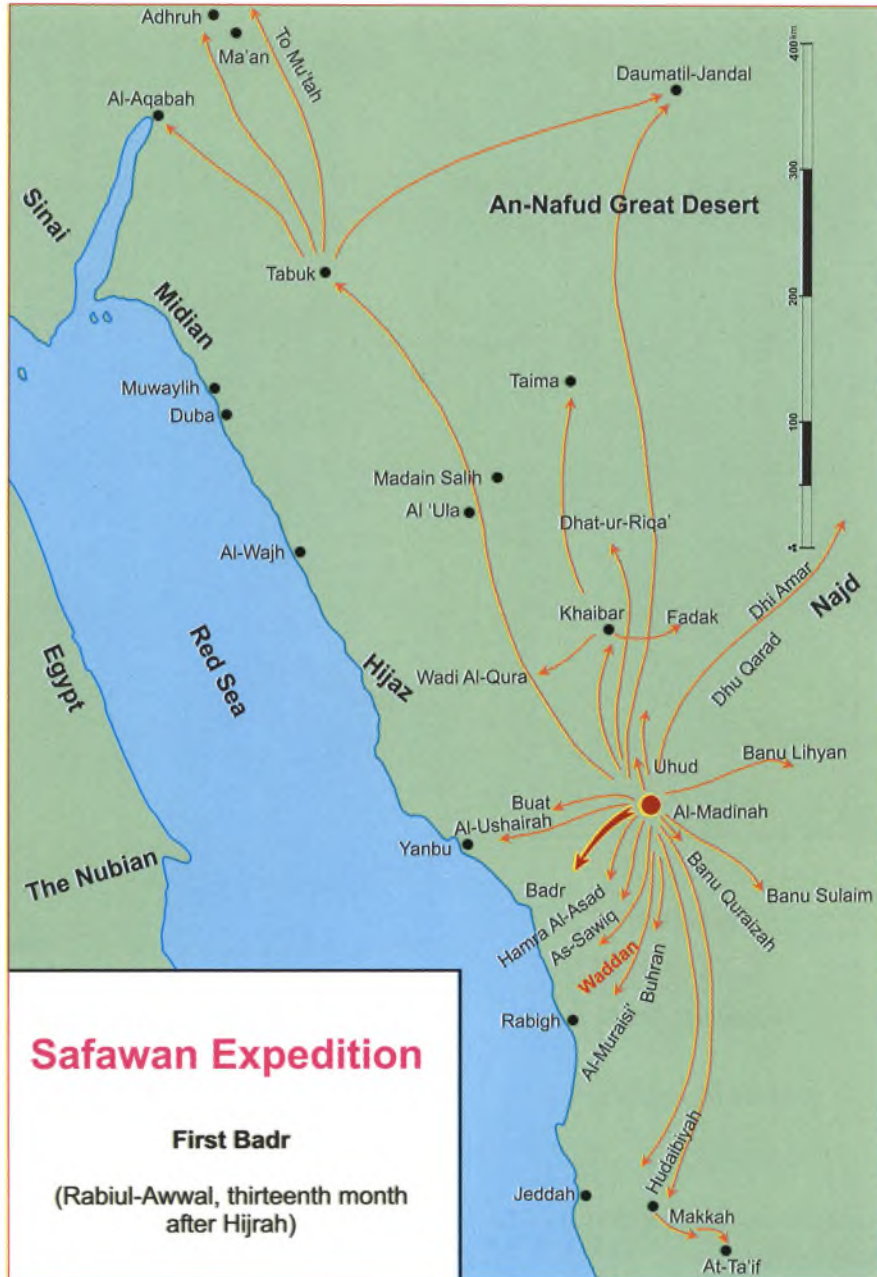 Adhruh
Ma'an
To Mu'tah
400 km
Daumatil-Jandal
Al-Aqabah
300
Sinai
An-Nafud Great Desert
Tabuk
200
Midian
Muwaylih
Taima
Duba
100
Madain Salih
Al 'Ula
Dhat-ur-Riqa'
Al-Wajh
Dhi Amar
Najd
Khaibar
Fadak
Red Sea
Egypt
Hijaz
Wadi Al-Qura
Dhu Qarad
Uhud
Banu Lihyan
Buat
Al-Madinah
Al-Ushairah
Yanbu
The Nubian
Badr
Banu Quraizah
Banu Sulaim
Hamra Al-Asad
As-Sawiq
Waddan
Buhran
Al-Muraisi'
Rabigh
Safawan Expedition
First Badr
(Rabiul-Awwal, thirteenth month
after Hijrah)
Hudaibiyah
Jeddah
Makkah
At-Ta'if